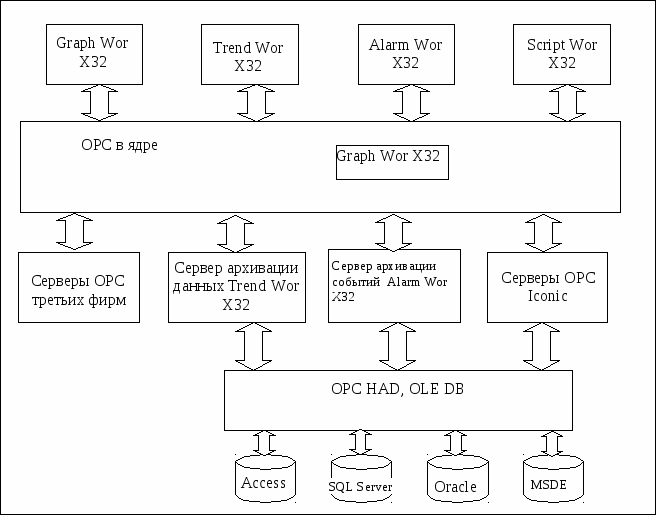 Graph Wor
X32
Trend Wor
X32
Alarm Wor
X32
Script Wor
X32
OPC в ядре
Graph Wor X32
Серверы OPC
третьих фирм
Сервер архивации
данных Trend Wor
X32
Сервер архивации
событий Alarm Wor
X32
Серверы OPC
Iconic
OPC HAD, OLE DB
Access
SQL Server
Oracle
MSDE